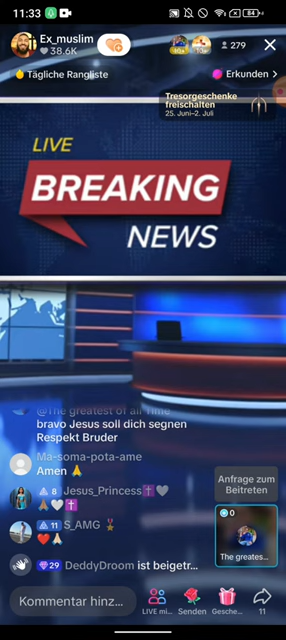 11:33
84
Ex_muslim
38.6K
279
Tägliche Rangliste
Erkunden >
Tresorgeschenke
freischalten
25. Juni–2. Juli
LIVE
BREAKING
NEWS
@The greatest of all Time
bravo Jesus soll dich segnen
Respekt Bruder
Ma-soma-pota-ame
Amen 🙏
8 Jesus_Princess✝️🩶
Anfrage zum
Beitreten
11 S_AMG
0
The greates...
29 DeddyDroom ist beigetr...
Kommentar hinz...
LIVE mi...
Senden
Gesche...
11